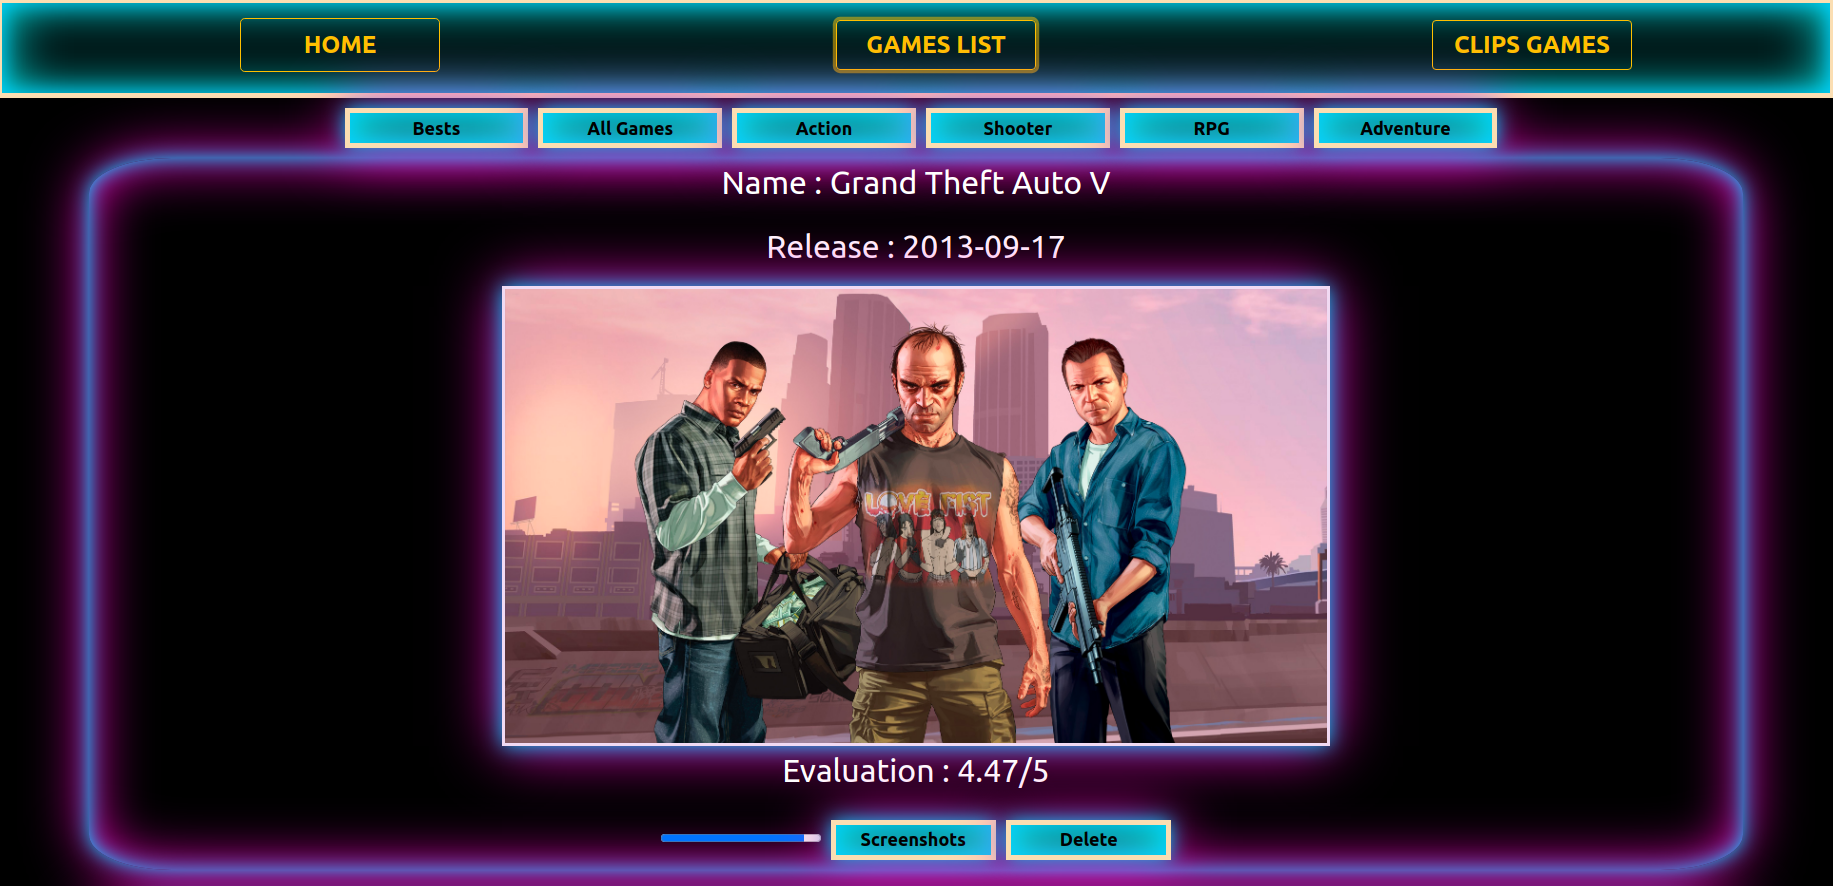 HOME GAMES LIST CLIPS GAMES
Bests All Games Action Shooter RPG Adventure
Name : Grand Theft Auto V
Release : 2013-09-17
LOVE FIST
Evaluation : 4.47/5
Screenshots Delete